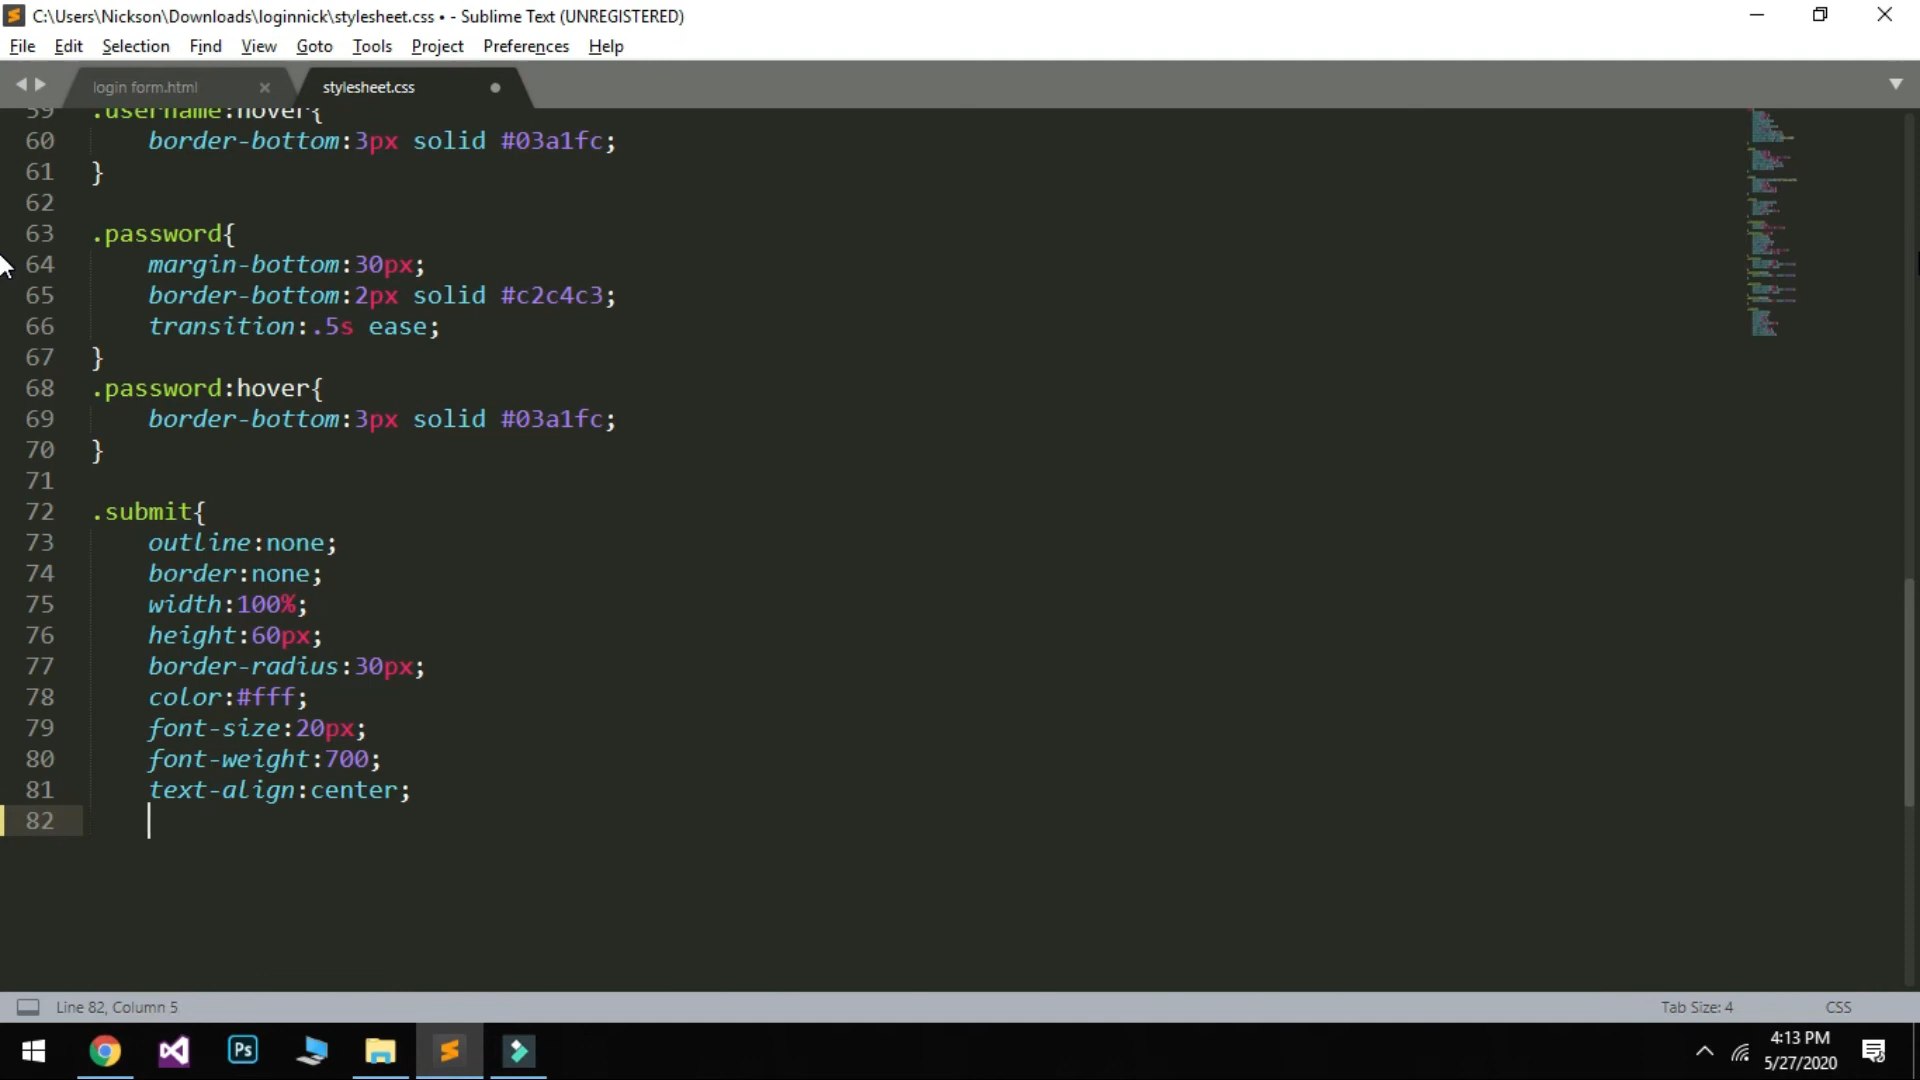 C:\Users\Nickson\Downloads\loginnick\stylesheet.css • - Sublime Text (UNREGISTERED)
File Edit Selection Find View Goto Tools Project Preferences Help
login form.html × stylesheet.css
59 .username:hover{
60 border-bottom:3px solid #03a1fc;
61 }
62
63 .password{
64 margin-bottom:30px;
65 border-bottom:2px solid #c2c4c3;
66 transition:.5s ease;
67 }
68 .password:hover{
69 border-bottom:3px solid #03a1fc;
70 }
71
72 .submit{
73 outline:none;
74 border:none;
75 width:100%;
76 height:60px;
77 border-radius:30px;
78 color:#fff;
79 font-size:20px;
80 font-weight:700;
81 text-align:center;
82
Line 82, Column 5 Tab Size: 4 CSS
Ps
4:13 PM
5/27/2020